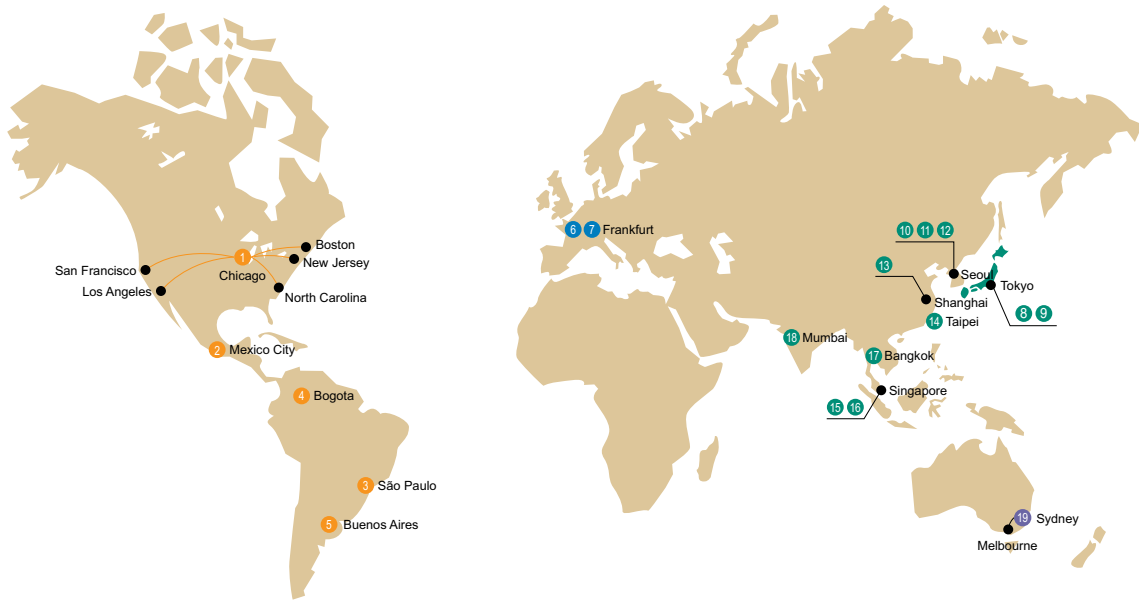 Boston
1
New Jersey
San Francisco
Chicago
Los Angeles
North Carolina
2 Mexico City
4 Bogota
3 São Paulo
5 Buenos Aires
6 7 Frankfurt
10 11 12
13
Seoul
Tokyo
Shanghai
8 9
14 Taipei
18 Mumbai
17 Bangkok
Singapore
15 16
19 Sydney
Melbourne